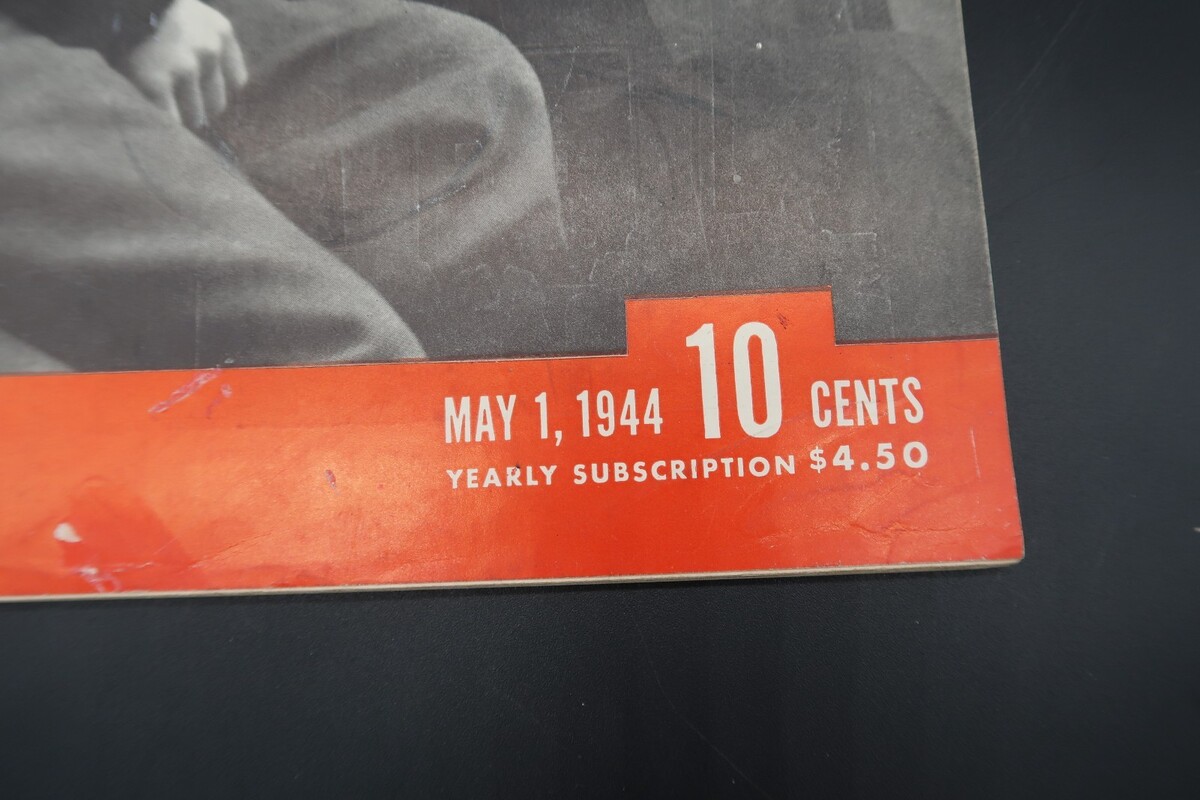 MAY 1, 1944 10 CENTS
YEARLY SUBSCRIPTION $4.50